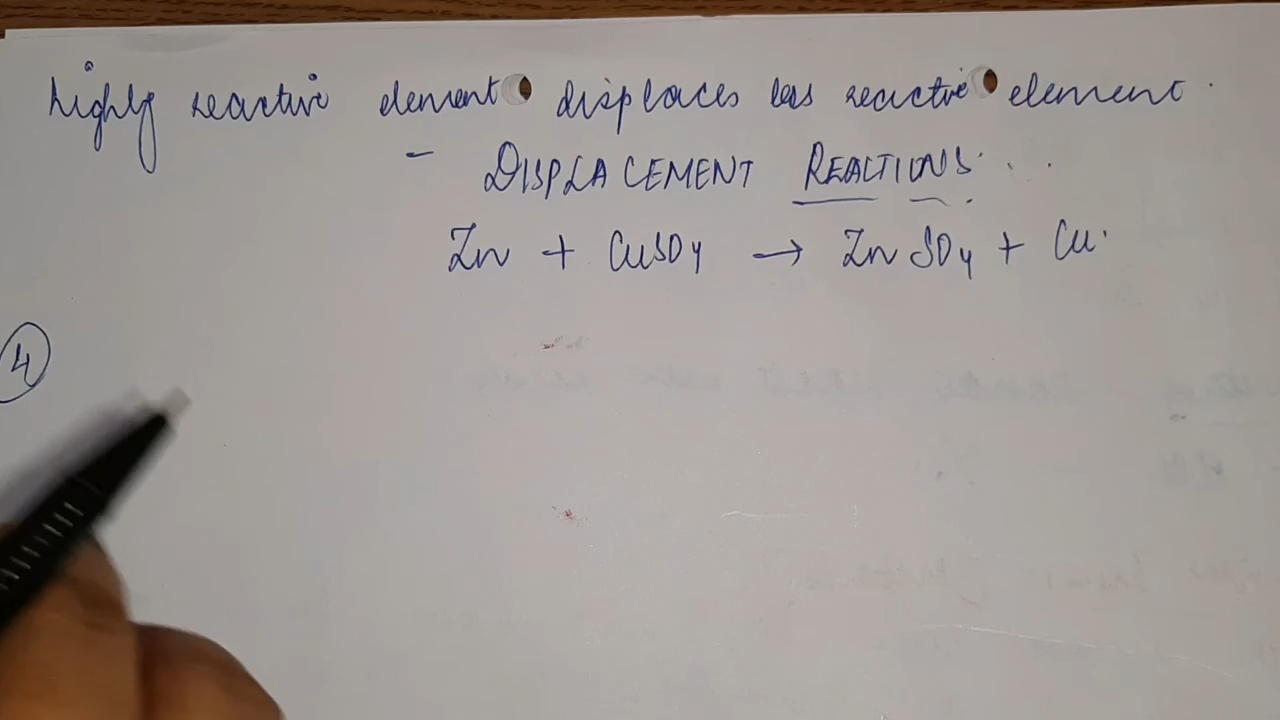 highly reactive element displaces less reactive element.
- DISPLACEMENT REACTIONS.
Zn + CuSO4 → ZnSO4 + Cu.
4